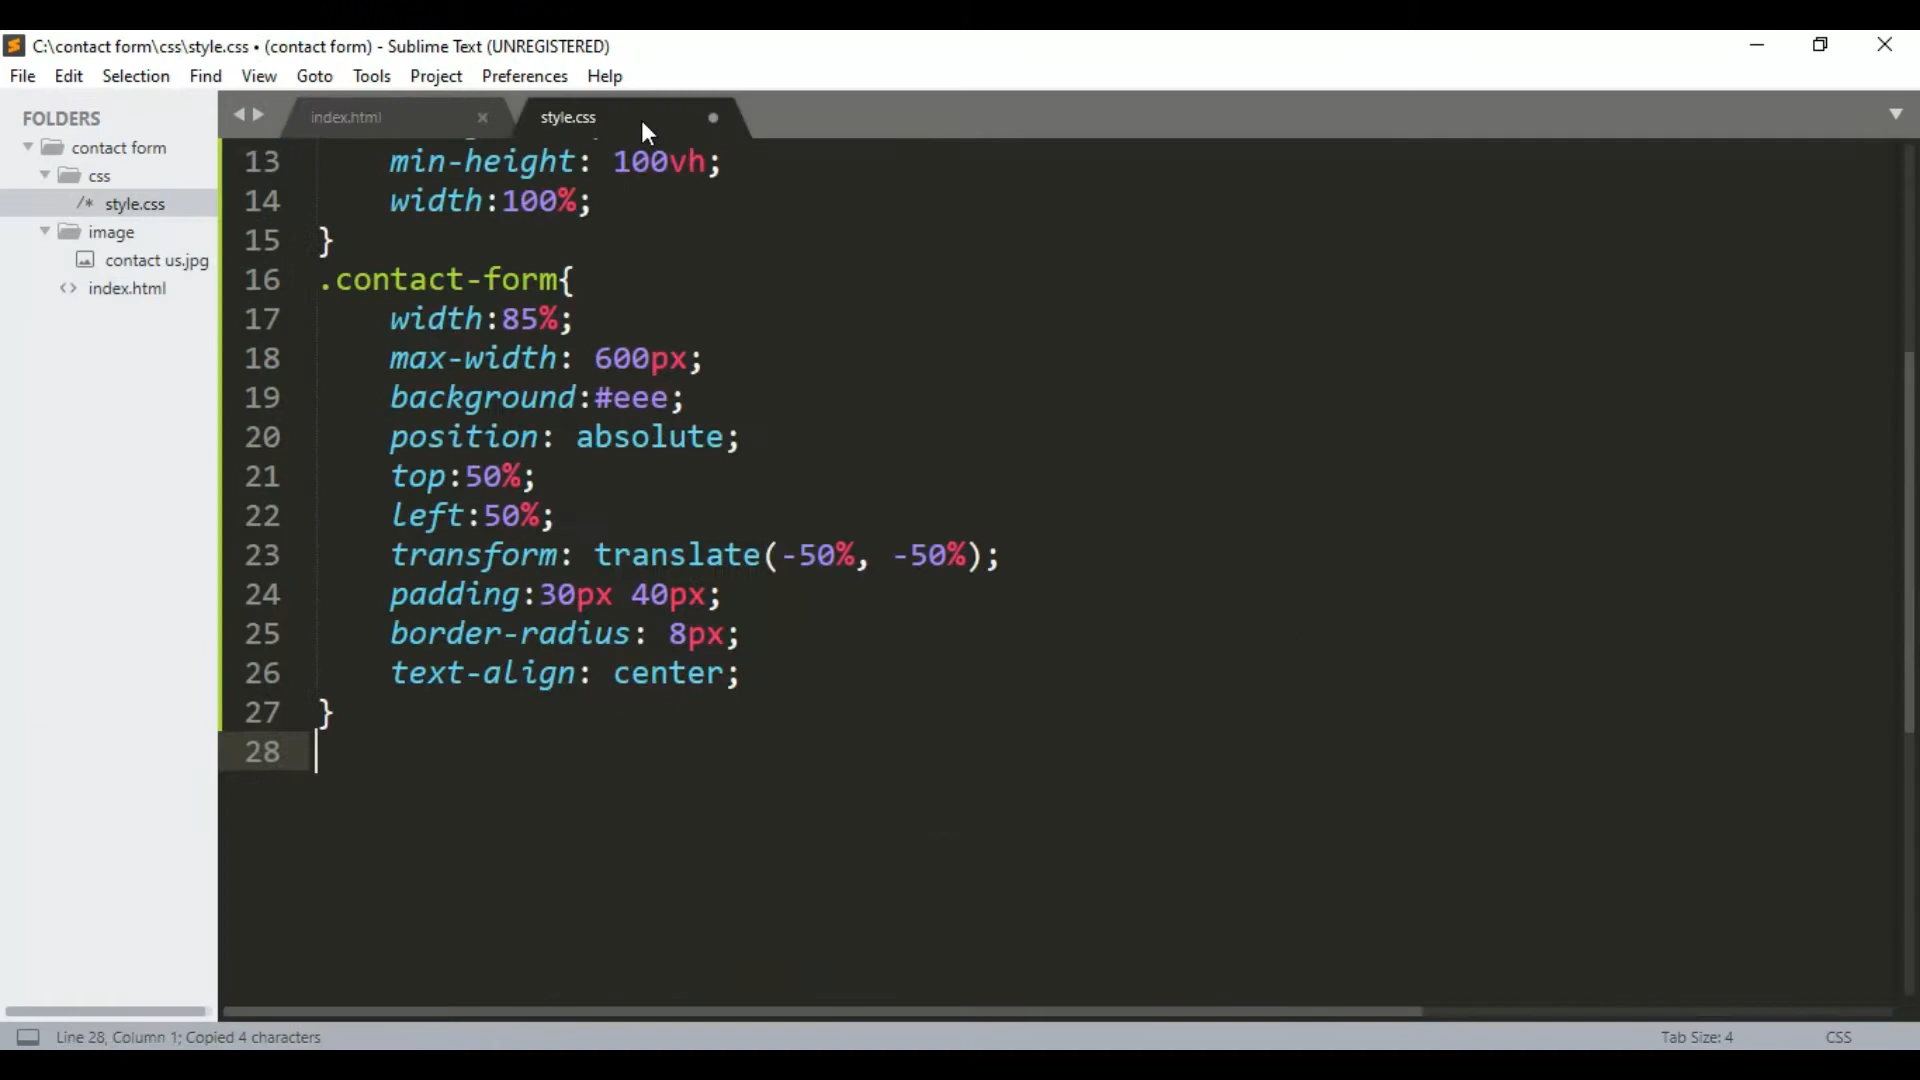 C:\contact form\css\style.css • (contact form) - Sublime Text (UNREGISTERED)
File Edit Selection Find View Goto Tools Project Preferences Help
FOLDERS
contact form
css
/* style.css
image
contact us.jpg
<> index.html
index.html
style.css
13 min-height: 100vh;
14 width:100%;
15 }
16 .contact-form{
17 width:85%;
18 max-width: 600px;
19 background:#eee;
20 position: absolute;
21 top:50%;
22 left:50%;
23 transform: translate(-50%, -50%);
24 padding:30px 40px;
25 border-radius: 8px;
26 text-align: center;
27 }
28
Line 28, Column 1; Copied 4 characters
Tab Size: 4
CSS